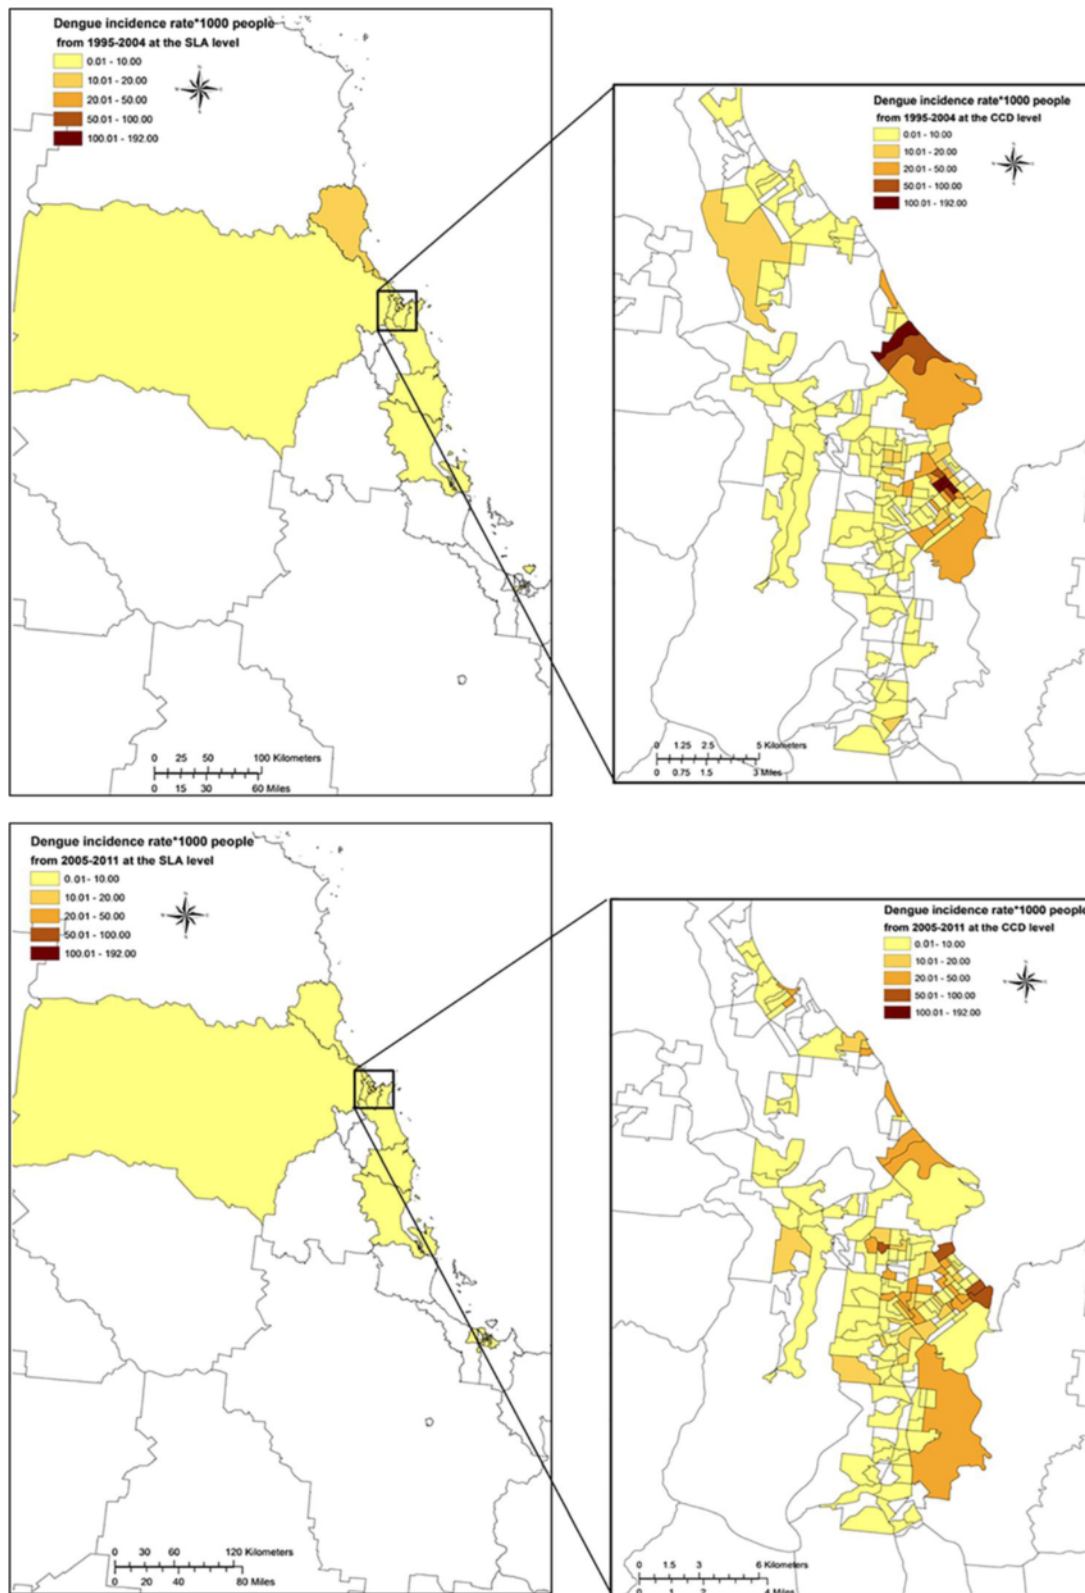 Dengue incidence rate*1000 people
from 1995-2004 at the SLA level
0.01 - 10.00
10.01 - 20.00
20.01 - 50.00
50.01 - 100.00
100.01 - 192.00
0 25 50 100 Kilometers
0 15 30 60 Miles
Dengue incidence rate*1000 people
from 1995-2004 at the CCD level
0.01 - 10.00
10.01 - 20.00
20.01 - 50.00
50.01 - 100.00
100.01 - 192.00
0 1.25 2.5 5 Kilometers
0 0.75 1.5 3 Miles
Dengue incidence rate*1000 people
from 2005-2011 at the SLA level
0.01 - 10.00
10.01 - 20.00
20.01 - 50.00
50.01 - 100.00
100.01 - 192.00
0 30 60 120 Kilometers
0 20 40 80 Miles
Dengue incidence rate*1000 people
from 2005-2011 at the CCD level
0.01 - 10.00
10.01 - 20.00
20.01 - 50.00
50.01 - 100.00
100.01 - 192.00
0 1.5 3 6 Kilometers
0 1 2 4 Miles